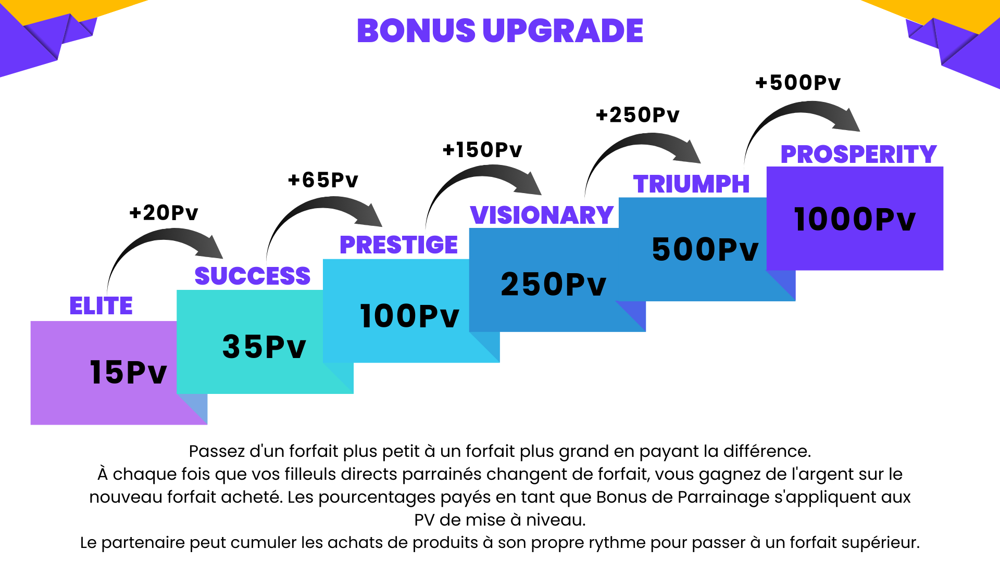 BONUS UPGRADE
+500Pv
+250Pv
+150Pv
+65Pv
+20Pv
PROSPERITY
1000Pv
TRIUMPH
500Pv
VISIONARY
250Pv
PRESTIGE
100Pv
SUCCESS
35Pv
ELITE
15Pv
Passez d'un forfait plus petit à un forfait plus grand en payant la différence.
À chaque fois que vos filleuls directs parrainés changent de forfait, vous gagnez de l'argent sur le
nouveau forfait acheté. Les pourcentages payés en tant que Bonus de Parrainage s'appliquent aux
PV de mise à niveau.
Le partenaire peut cumuler les achats de produits à son propre rythme pour passer à un forfait supérieur.